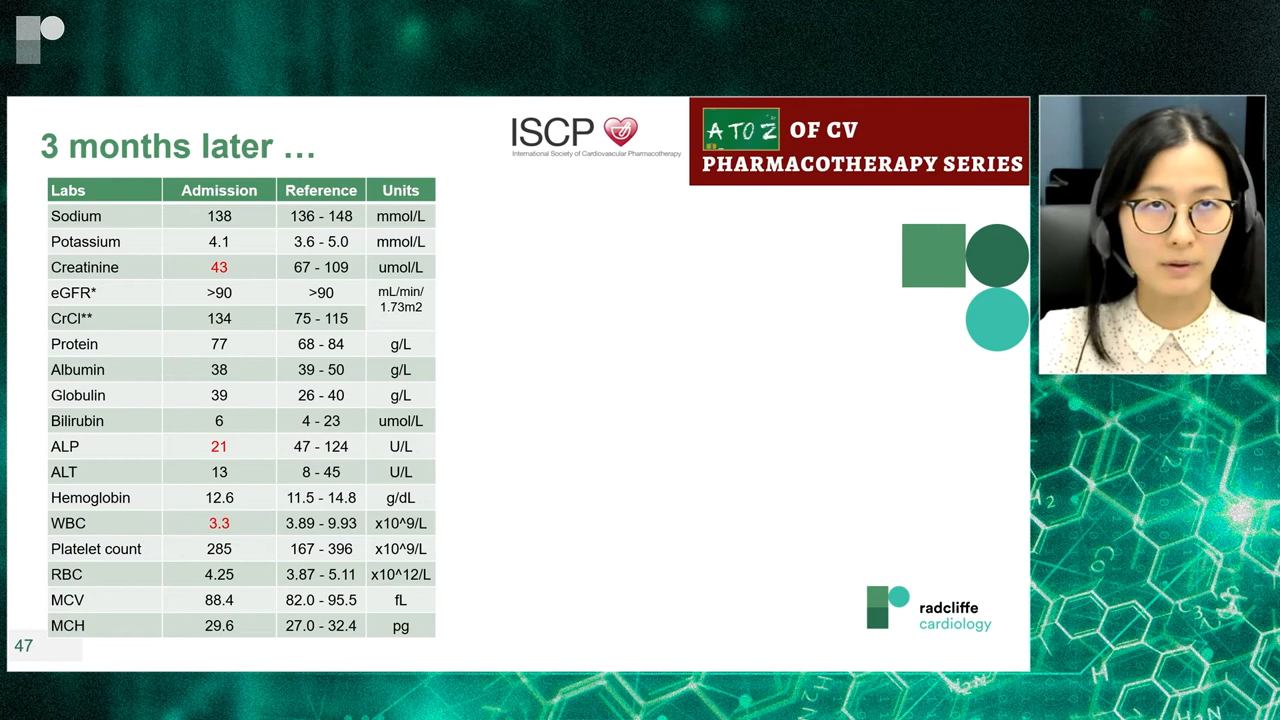 3 months later …
ISCP
International Society of Cardiovascular Pharmacotherapy
A TO Z OF CV
PHARMACOTHERAPY SERIES
Labs Admission Reference Units
Sodium 138 136 - 148 mmol/L
Potassium 4.1 3.6 - 5.0 mmol/L
Creatinine 43 67 - 109 umol/L
eGFR* >90 >90 mL/min/
1.73m2
CrCl** 134 75 - 115
Protein 77 68 - 84 g/L
Albumin 38 39 - 50 g/L
Globulin 39 26 - 40 g/L
Bilirubin 6 4 - 23 umol/L
ALP 21 47 - 124 U/L
ALT 13 8 - 45 U/L
Hemoglobin 12.6 11.5 - 14.8 g/dL
WBC 3.3 3.89 - 9.93 x10^9/L
Platelet count 285 167 - 396 x10^9/L
RBC 4.25 3.87 - 5.11 x10^12/L
MCV 88.4 82.0 - 95.5 fL
MCH 29.6 27.0 - 32.4 pg
47
radcliffe
cardiology